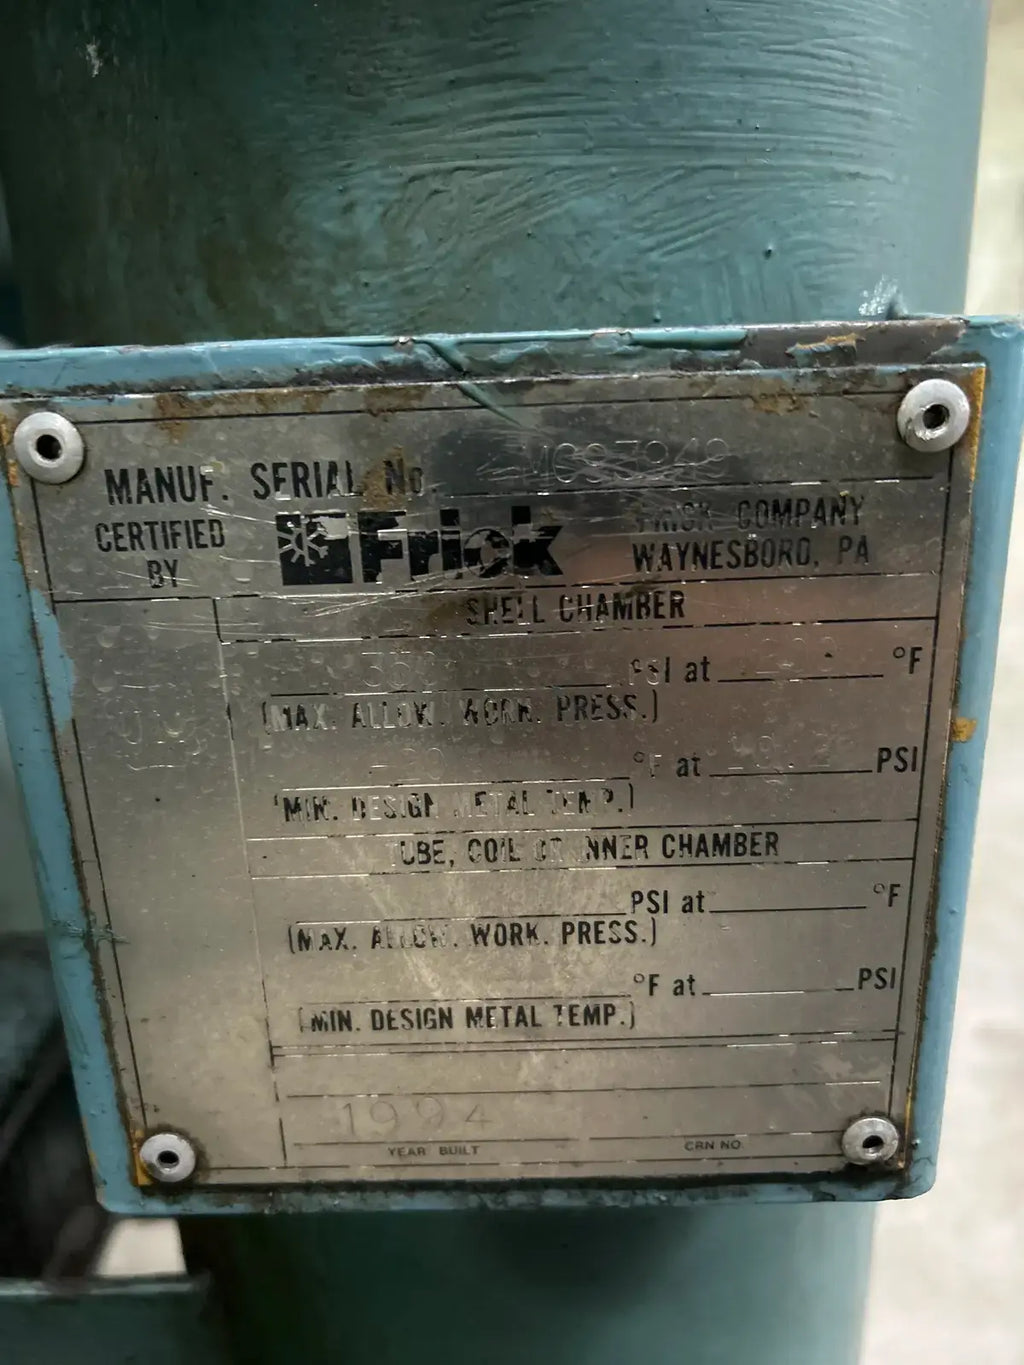 MANUF. SERIAL No.
CERTIFIED BY
Frick
FRICK COMPANY
WAYNESBORO, PA
SHELL CHAMBER
PSI at °F
(MAX. ALLOW. WORK. PRESS.)
°F at PSI
(MIN. DESIGN METAL TEMP.)
TUBE, COIL OR INNER CHAMBER
PSI at °F
(MAX. ALLOW. WORK. PRESS.)
°F at PSI
(MIN. DESIGN METAL TEMP.)
1994
YEAR BUILT CRN NO